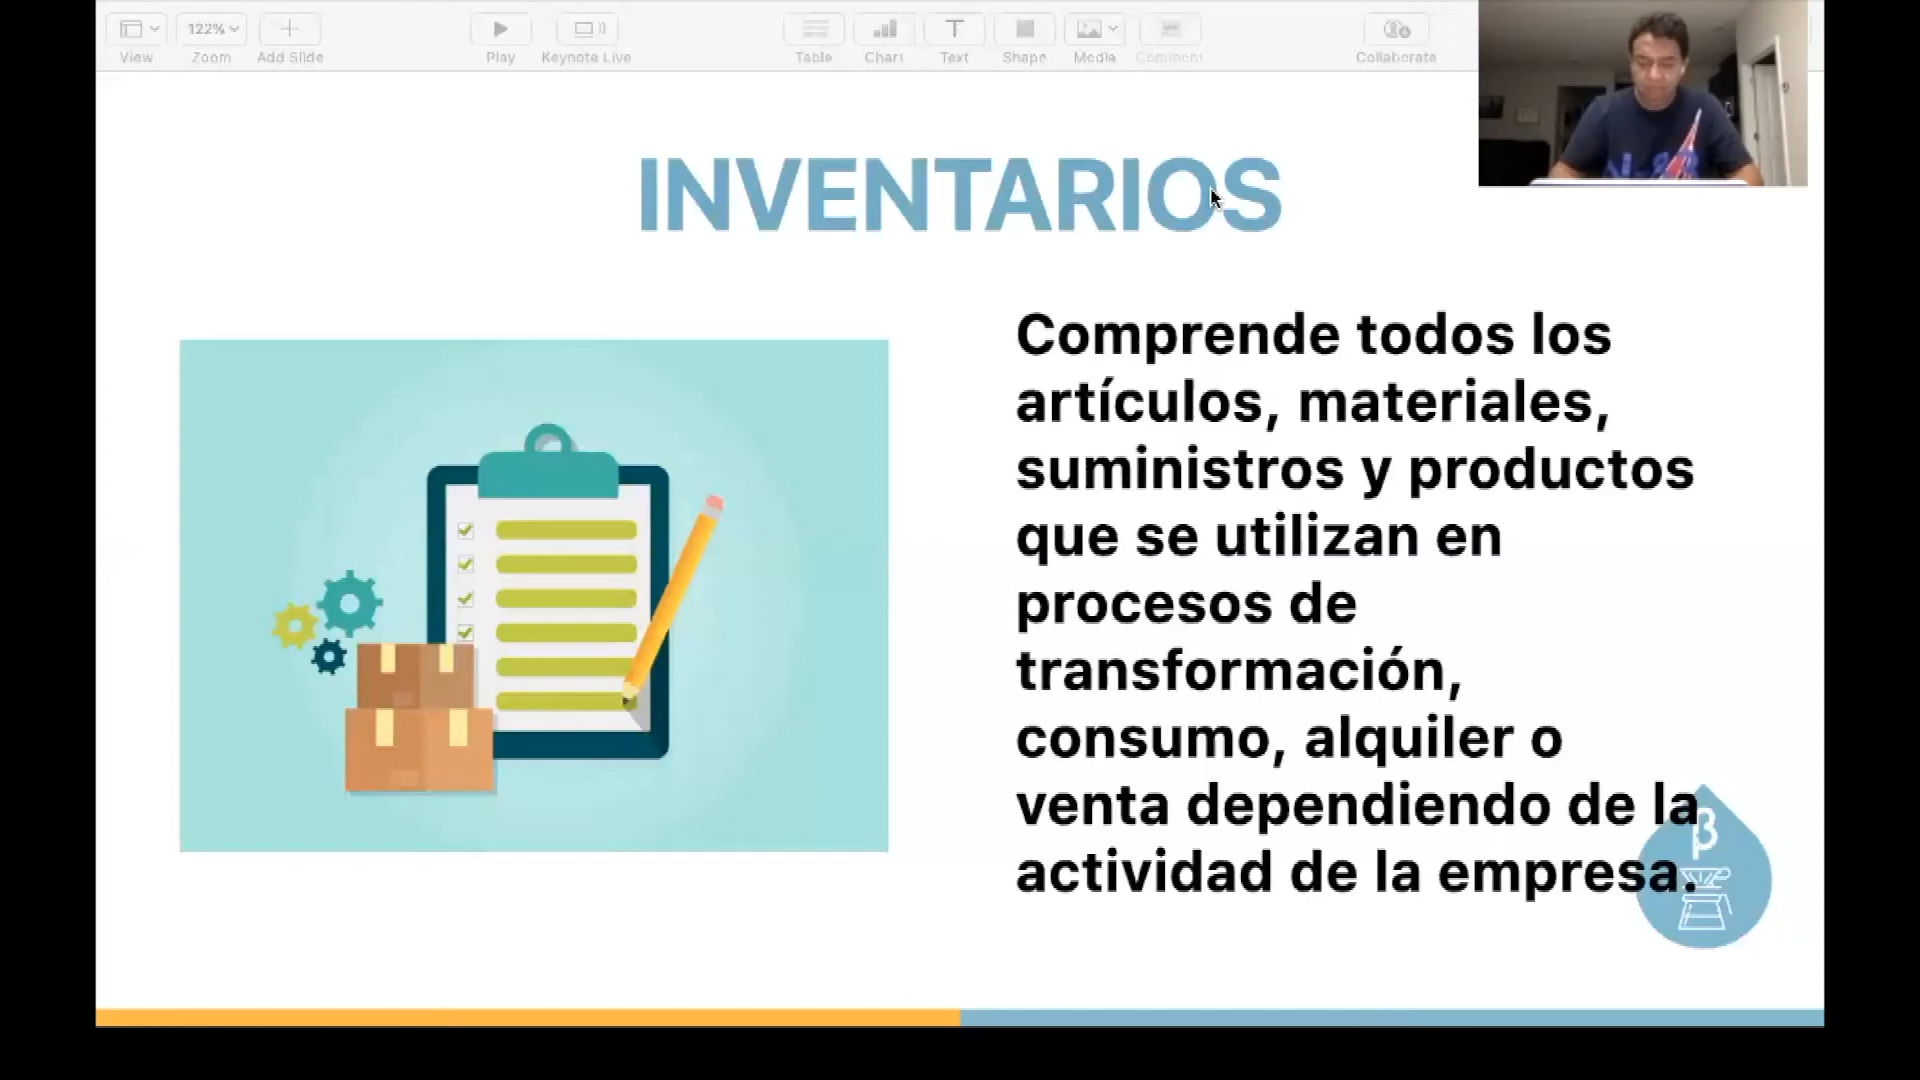 122%
View
Zoom
Add Slide
Play
Keynote Live
Table
Chart
Text
Shape
Media
Comment
Collaborate
INVENTARIOS
Comprende todos los
artículos, materiales,
suministros y productos
que se utilizan en
procesos de
transformación,
consumo, alquiler o
venta dependiendo de la
actividad de la empresa.
β